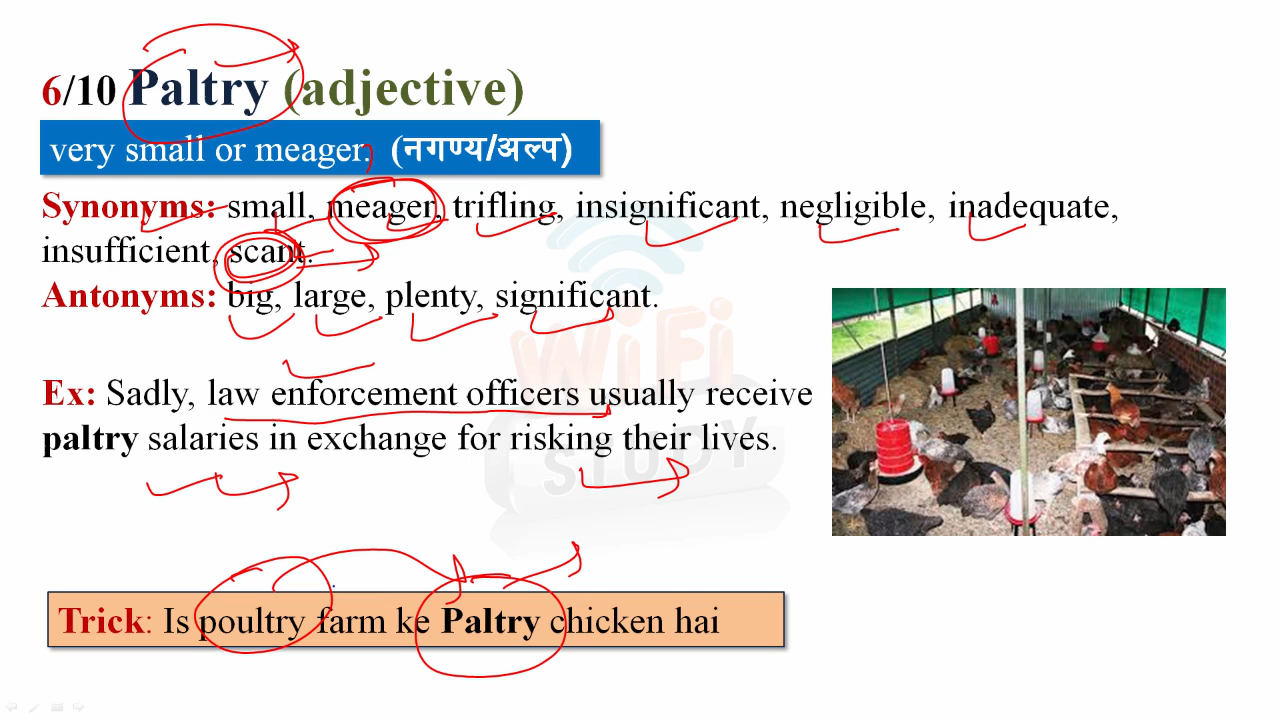 6/10 Paltry (adjective)
very small or meager. (नगण्य/अल्प)
Synonyms: small, meager, trifling, insignificant, negligible, inadequate,
insufficient, scant.
Antonyms: big, large, plenty, significant.
WiFi
STUDY
Ex: Sadly, law enforcement officers usually receive
paltry salaries in exchange for risking their lives.
Trick: Is poultry farm ke Paltry chicken hai